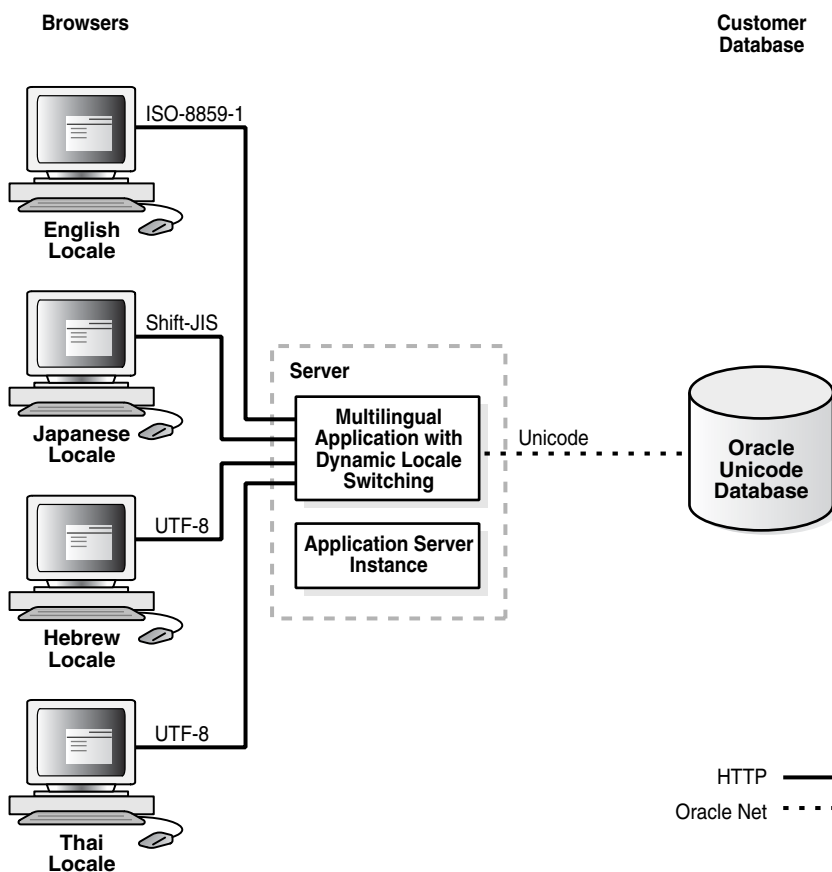 Browsers
Customer
Database
ISO-8859-1
English
Locale
Shift-JIS
Japanese
Locale
UTF-8
Hebrew
Locale
UTF-8
Thai
Locale
Server
Multilingual
Application with
Dynamic Locale
Switching
Application Server
Instance
Unicode
Oracle
Unicode
Database
HTTP
Oracle Net